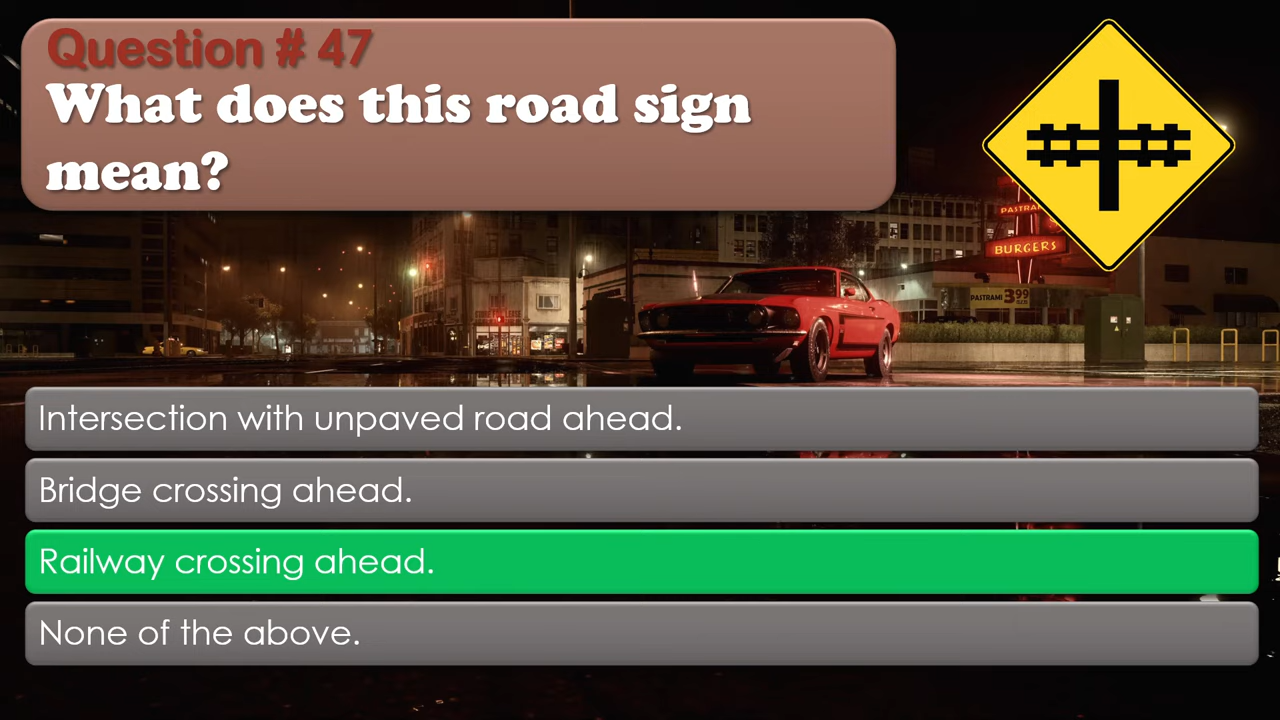 Question # 47
What does this road sign
mean?
PASTRAMI
BURGERS
PASTRAMI 3.99
Intersection with unpaved road ahead.
Bridge crossing ahead.
Railway crossing ahead.
None of the above.